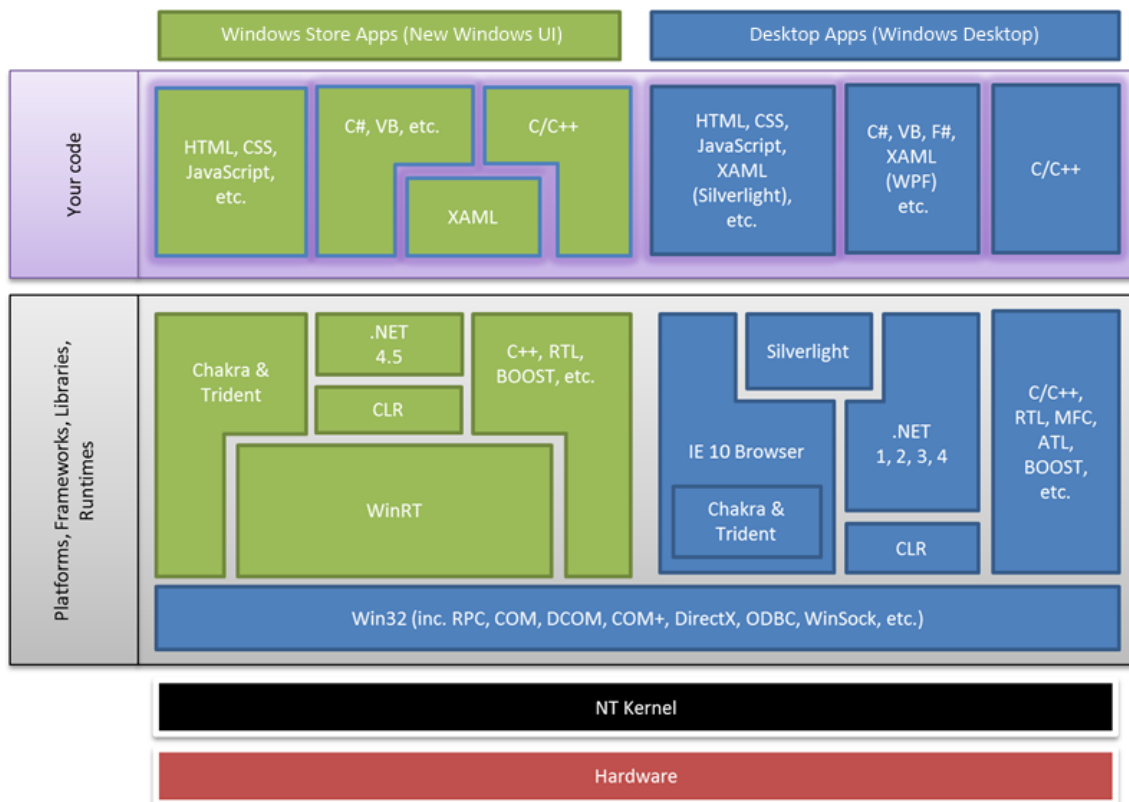 Windows Store Apps (New Windows UI)
Desktop Apps (Windows Desktop)
Your code
HTML, CSS,
JavaScript,
etc.
C#, VB, etc.
XAML
C/C++
HTML, CSS,
JavaScript,
XAML
(Silverlight),
etc.
C#, VB, F#,
XAML
(WPF)
etc.
C/C++
Platforms, Frameworks, Libraries,
Runtimes
Chakra &
Trident
.NET
4.5
CLR
C++, RTL,
BOOST, etc.
WinRT
IE 10 Browser
Chakra &
Trident
Silverlight
.NET
1, 2, 3, 4
CLR
C/C++,
RTL, MFC,
ATL,
BOOST,
etc.
Win32 (inc. RPC, COM, DCOM, COM+, DirectX, ODBC, WinSock, etc.)
NT Kernel
Hardware